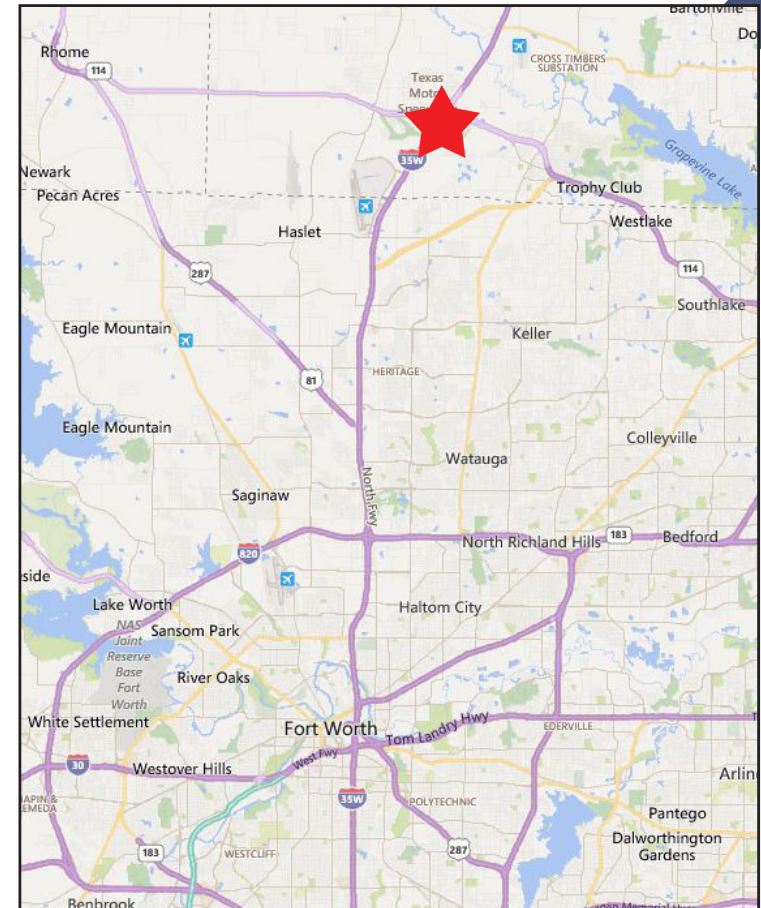 Bartonville
Do
Rhome
114
CROSS TIMBERS
SUBSTATION
Texas
Moto
Spee
35W
Grapevine Lake
Newark
Pecan Acres
Trophy Club
Westlake
Haslet
287
114
Southlake
Eagle Mountain
Keller
81
HERITAGE
Eagle Mountain
Colleyville
Watauga
North Fwy
Saginaw
820
North Richland Hills
183
Bedford
side
Lake Worth
Haltom City
NAS
Joint
Reserve
Base
Fort
Worth
Sansom Park
River Oaks
White Settlement
Fort Worth
Tom Landry Hwy
EDERVILLE
West Fwy
30
Westover Hills
Arlin
35W
POLYTECHNIC
APIN &
EMEDA
Pantego
Dalworthington
Gardens
183
WESTCLIFF
287
Benbrook